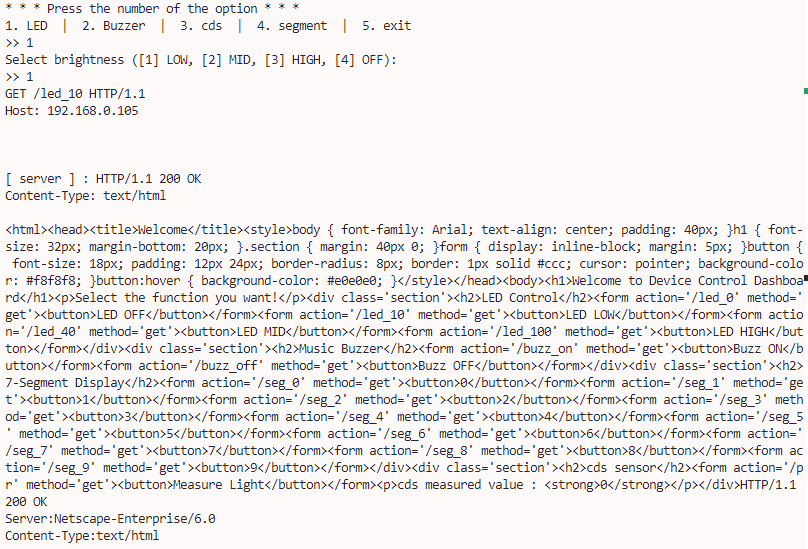 * * * Press the number of the option * * *
1. LED  |  2. Buzzer  |  3. cds  |  4. segment  |  5. exit
>> 1
Select brightness ([1] LOW, [2] MID, [3] HIGH, [4] OFF):
>> 1
GET /led_10 HTTP/1.1
Host: 192.168.0.105
[ server ] : HTTP/1.1 200 OK
Content-Type: text/html
<html><head><title>Welcome</title><style>body { font-family: Arial; text-align: center; padding: 40px; }h1 { font-
size: 32px; margin-bottom: 20px; }.section { margin: 40px 0; }form { display: inline-block; margin: 5px; }button {
 font-size: 18px; padding: 12px 24px; border-radius: 8px; border: 1px solid #ccc; cursor: pointer; background-colo
r: #f8f8f8; }button:hover { background-color: #e0e0e0; }</style></head><body><h1>Welcome to Device Control Dashboa
rd</h1><p>Select the function you want!</p><div class='section'><h2>LED Control</h2><form action='/led_0' method='
get'><button>LED OFF</button></form><form action='/led_10' method='get'><button>LED LOW</button></form><form actio
n='/led_40' method='get'><button>LED MID</button></form><form action='/led_100' method='get'><button>LED HIGH</but
ton></form></div><div class='section'><h2>Music Buzzer</h2><form action='/buzz_on' method='get'><button>Buzz ON</b
utton></form><form action='/buzz_off' method='get'><button>Buzz OFF</button></form></div><div class='section'><h2>
7-Segment Display</h2><form action='/seg_0' method='get'><button>0</button></form><form action='/seg_1' method='ge
t'><button>1</button></form><form action='/seg_2' method='get'><button>2</button></form><form action='/seg_3' meth
od='get'><button>3</button></form><form action='/seg_4' method='get'><button>4</button></form><form action='/seg_5
' method='get'><button>5</button></form><form action='/seg_6' method='get'><button>6</button></form><form action='
/seg_7' method='get'><button>7</button></form><form action='/seg_8' method='get'><button>8</button></form><form ac
tion='/seg_9' method='get'><button>9</button></form></div><div class='section'><h2>cds sensor</h2><form action='/p
r' method='get'><button>Measure Light</button></form><p>cds measured value : <strong>0</strong></p></div>HTTP/1.1
200 OK
Server:Netscape-Enterprise/6.0
Content-Type:text/html